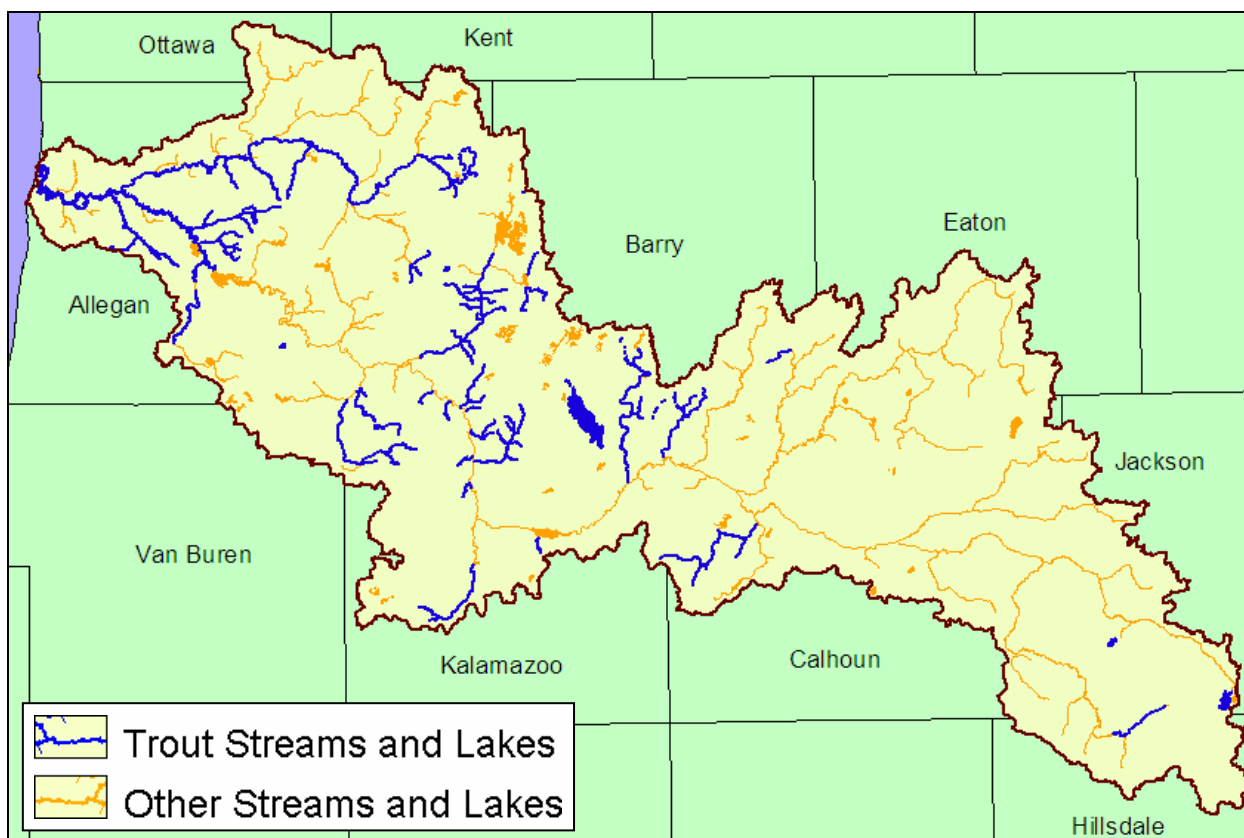 Ottawa
Kent
Barry
Eaton
Allegan
Jackson
Van Buren
Kalamazoo
Calhoun
Trout Streams and Lakes
Other Streams and Lakes
Hillsdale